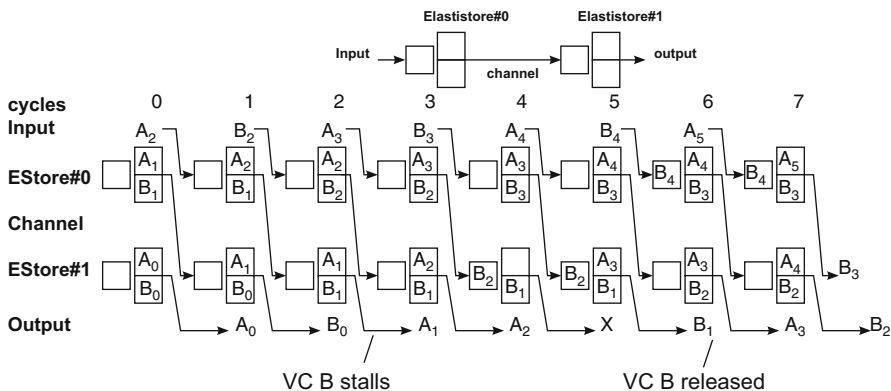 Elastistore#0 Elastistore#1
Input output
channel
cycles 0 1 2 3 4 5 6 7
Input A₂ B₂ A₃ B₃ A₄ B₄ A₅
A₁ A₂ A₂ A₃ A₃ A₄ A₄ A₅
EStore#0 B₄ B₄
B₁ B₁ B₂ B₂ B₃ B₃ B₃ B₃
Channel
A₀ A₁ A₁ A₂ A₃ A₃ A₄
EStore#1 B₂ B₂ B₃
B₀ B₀ B₁ B₁ B₁ B₁ B₂ B₂
Output A₀ B₀ A₁ A₂ X B₁ A₃ B₂
VC B stalls VC B released